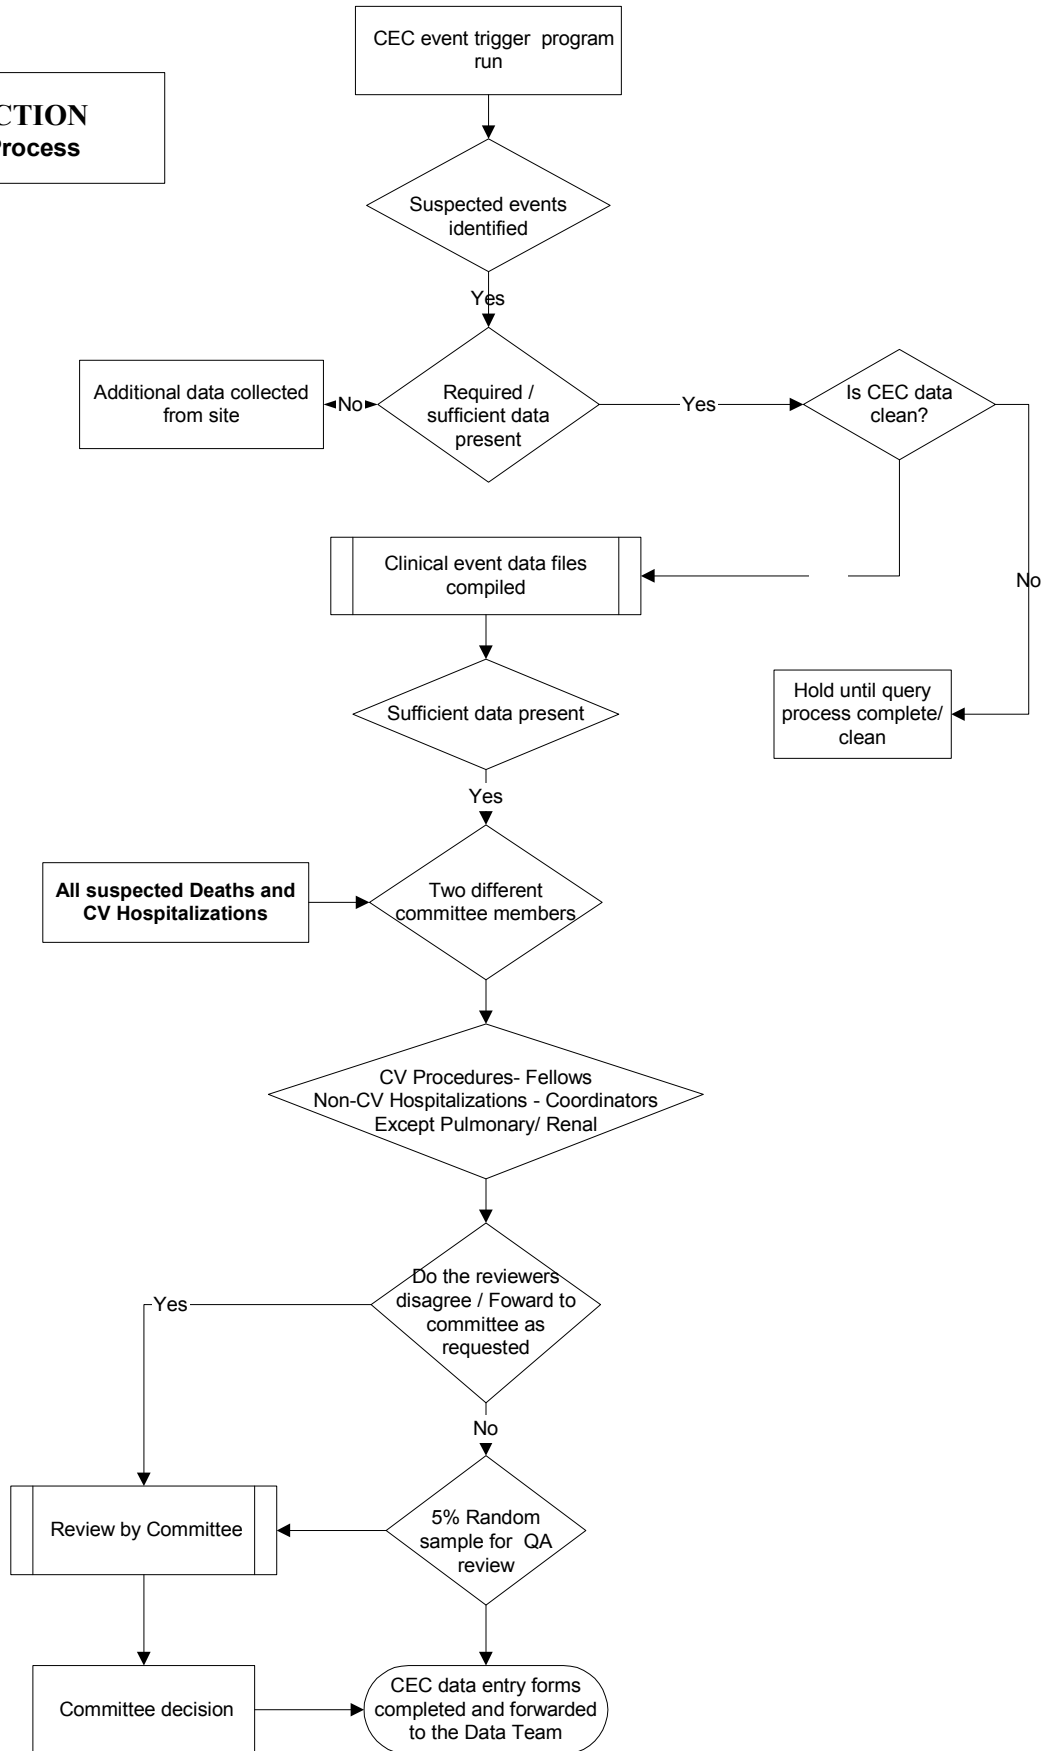 CEC event trigger program
run
CTION
Process
Suspected events
identified
Yes
Additional data collected
from site
No
Required /
sufficient data
present
Yes
Is CEC data
clean?
Clinical event data files
compiled
No
Sufficient data present
Hold until query
process complete/
clean
Yes
All suspected Deaths and
CV Hospitalizations
Two different
committee members
CV Procedures- Fellows
Non-CV Hospitalizations - Coordinators
Except Pulmonary/ Renal
Do the reviewers
disagree / Foward to
committee as
requested
Yes
No
Review by Committee
5% Random
sample for QA
review
Committee decision
CEC data entry forms
completed and forwarded
to the Data Team